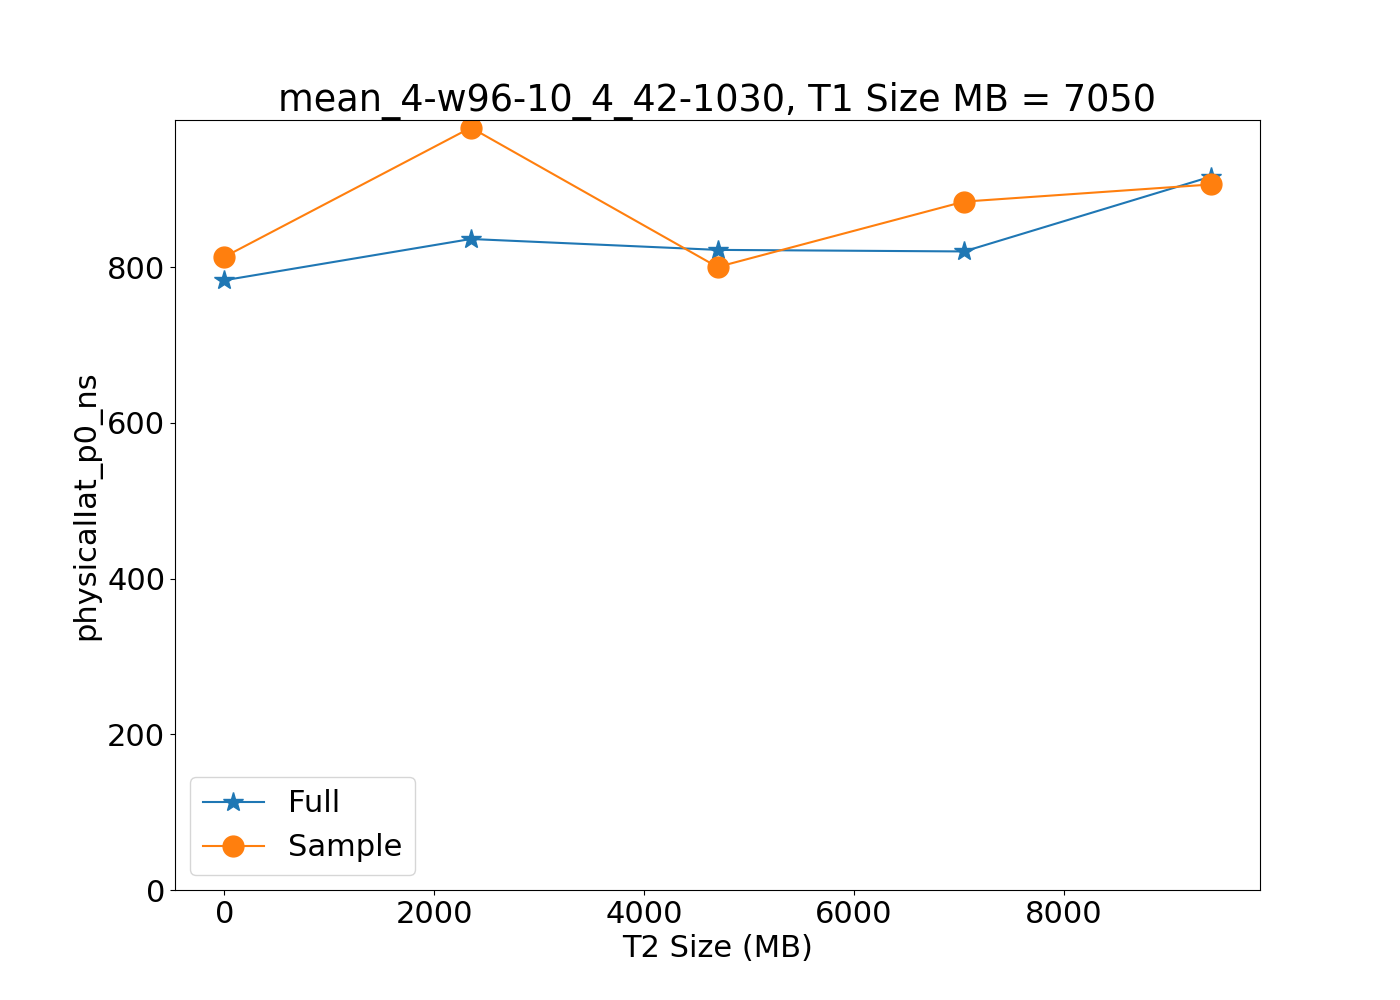 mean_4-w96-10_4_42-1030, T1 Size MB = 7050
physicallat_p0_ns
800
600
400
200
0
Full
Sample
0 2000 4000 6000 8000
T2 Size (MB)